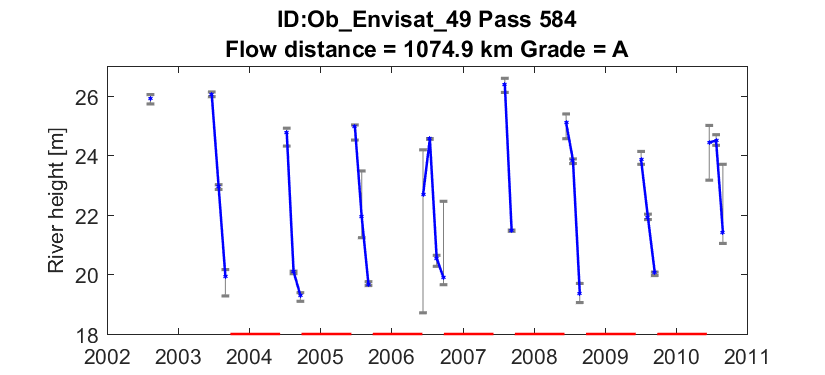 ID:Ob_Envisat_49 Pass 584
Flow distance = 1074.9 km Grade = A
River height [m]
26
24
22
20
18
2002 2003 2004 2005 2006 2007 2008 2009 2010 2011